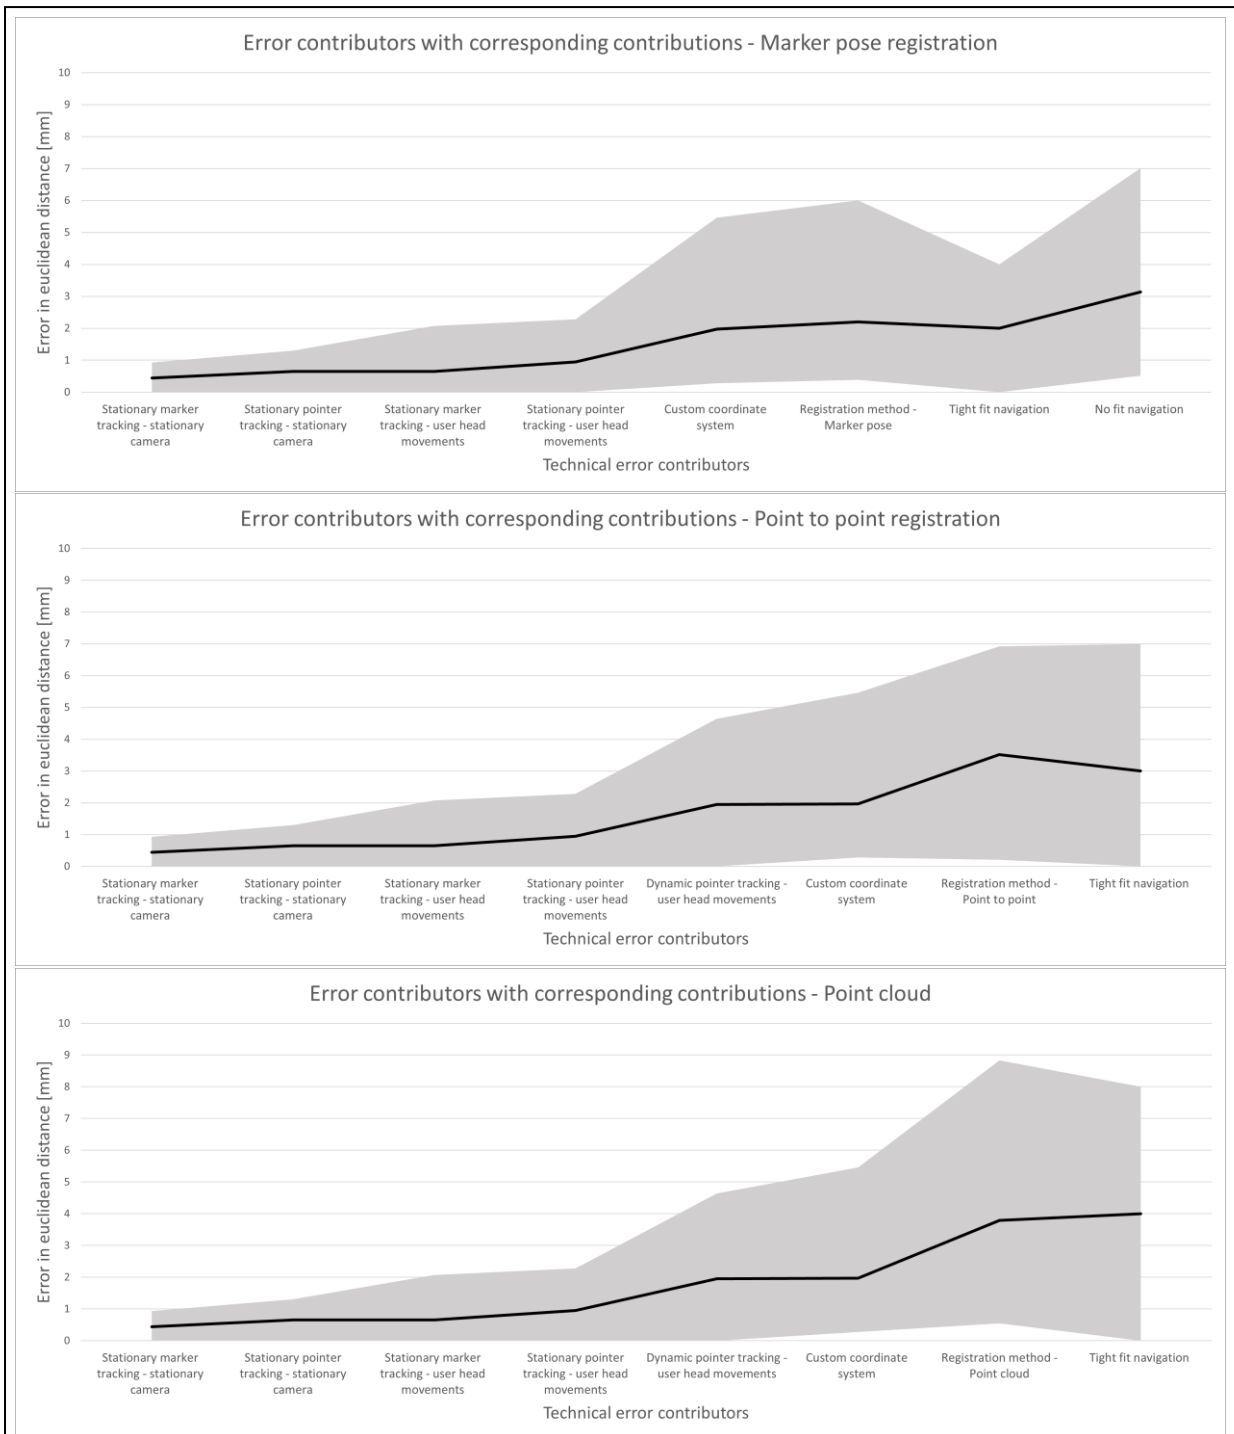 Error contributors with corresponding contributions - Marker pose registration
10
9
8
7
6
5
4
3
2
1
0
Error in euclidean distance [mm]
Stationary marker tracking - stationary camera
Stationary pointer tracking - stationary camera
Stationary marker tracking - user head movements
Stationary pointer tracking - user head movements
Custom coordinate system
Registration method - Marker pose
Tight fit navigation
No fit navigation
Technical error contributors
Error contributors with corresponding contributions - Point to point registration
10
9
8
7
6
5
4
3
2
1
0
Error in euclidean distance [mm]
Stationary marker tracking - stationary camera
Stationary pointer tracking - stationary camera
Stationary marker tracking - user head movements
Stationary pointer tracking - user head movements
Dynamic pointer tracking - user head movements
Custom coordinate system
Registration method - Point to point
Tight fit navigation
Technical error contributors
Error contributors with corresponding contributions - Point cloud
10
9
8
7
6
5
4
3
2
1
0
Error in euclidean distance [mm]
Stationary marker tracking - stationary camera
Stationary pointer tracking - stationary camera
Stationary marker tracking - user head movements
Stationary pointer tracking - user head movements
Dynamic pointer tracking - user head movements
Custom coordinate system
Registration method - Point cloud
Tight fit navigation
Technical error contributors